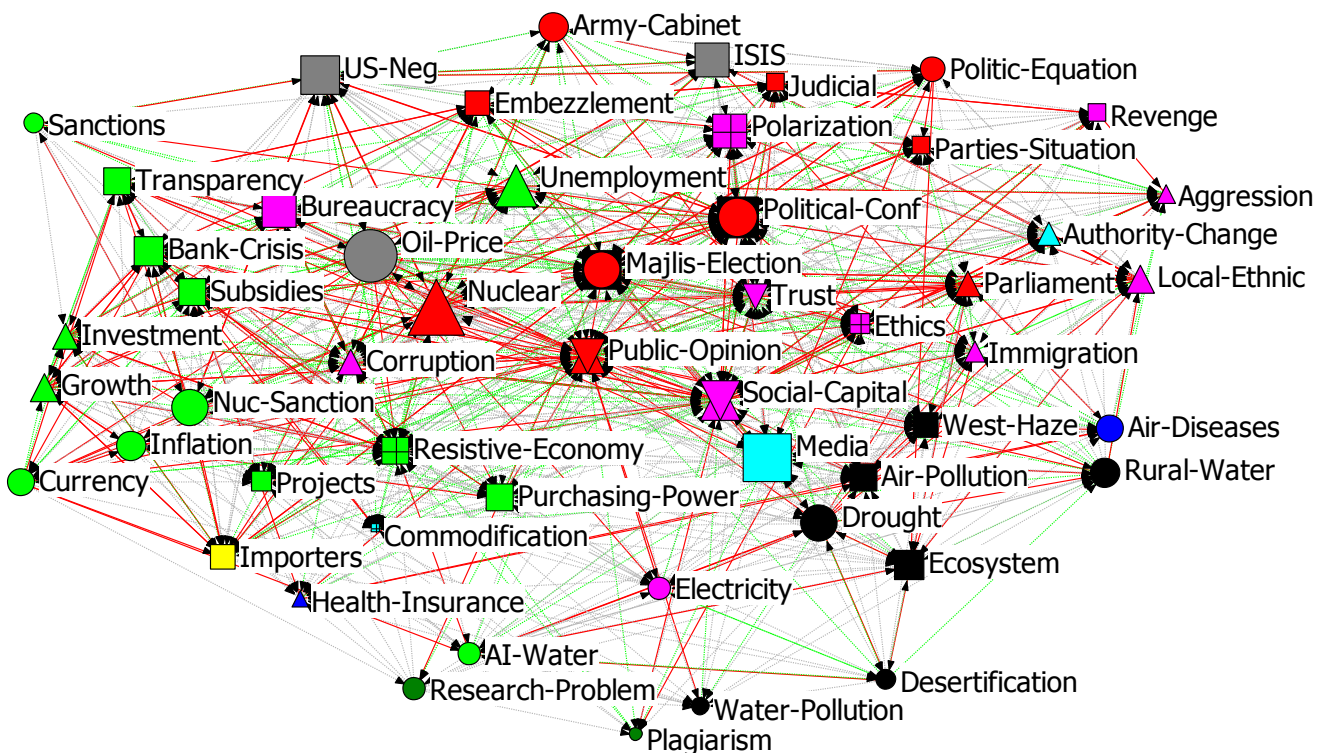 Army-Cabinet
ISIS
US-Neg
Politic-Equation
Judicial
Embezzlement
Revenge
Sanctions
Polarization
Parties-Situation
Transparency
Unemployment
Aggression
Bureaucracy
Political-Conf
Authority-Change
Oil-Price
Bank-Crisis
Majlis-Election
Local-Ethnic
Subsidies
Nuclear
Trust
Parliament
Ethics
Investment
Corruption
Public-Opinion
Immigration
Growth
Nuc-Sanction
Social-Capital
West-Haze
Air-Diseases
Inflation
Resistive-Economy
Media
Rural-Water
Currency
Projects
Purchasing-Power
Air-Pollution
Drought
Commodification
Importers
Ecosystem
Health-Insurance
Electricity
AI-Water
Research-Problem
Desertification
Water-Pollution
Plagiarism